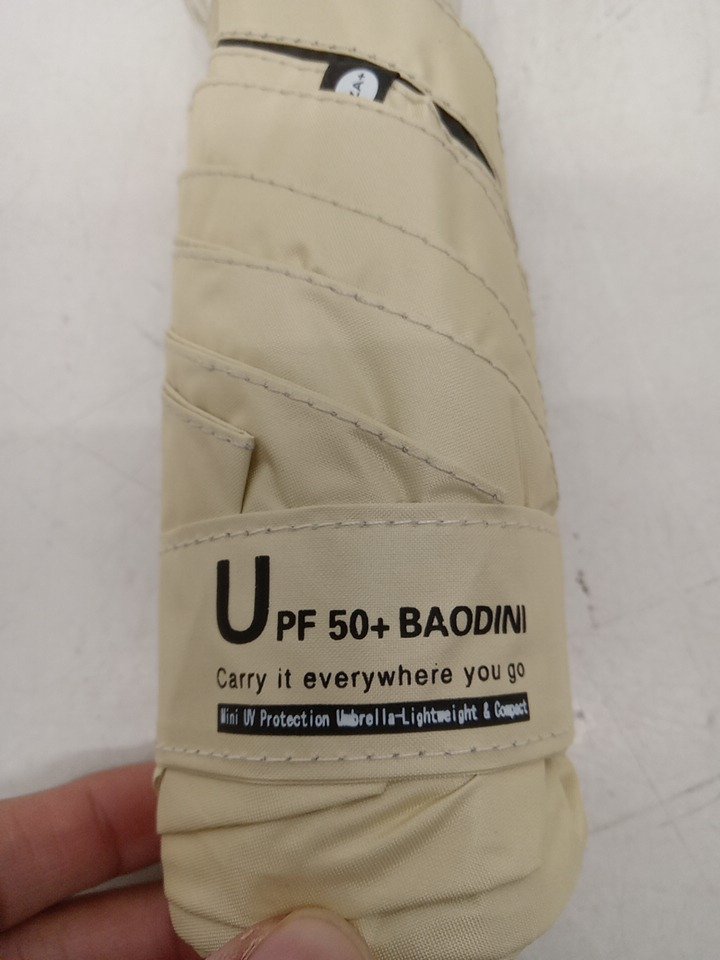 UPF 50+ BAODINI
Carry it everywhere you go
Mini UV Protection Umbrella-Lightweight & Compact